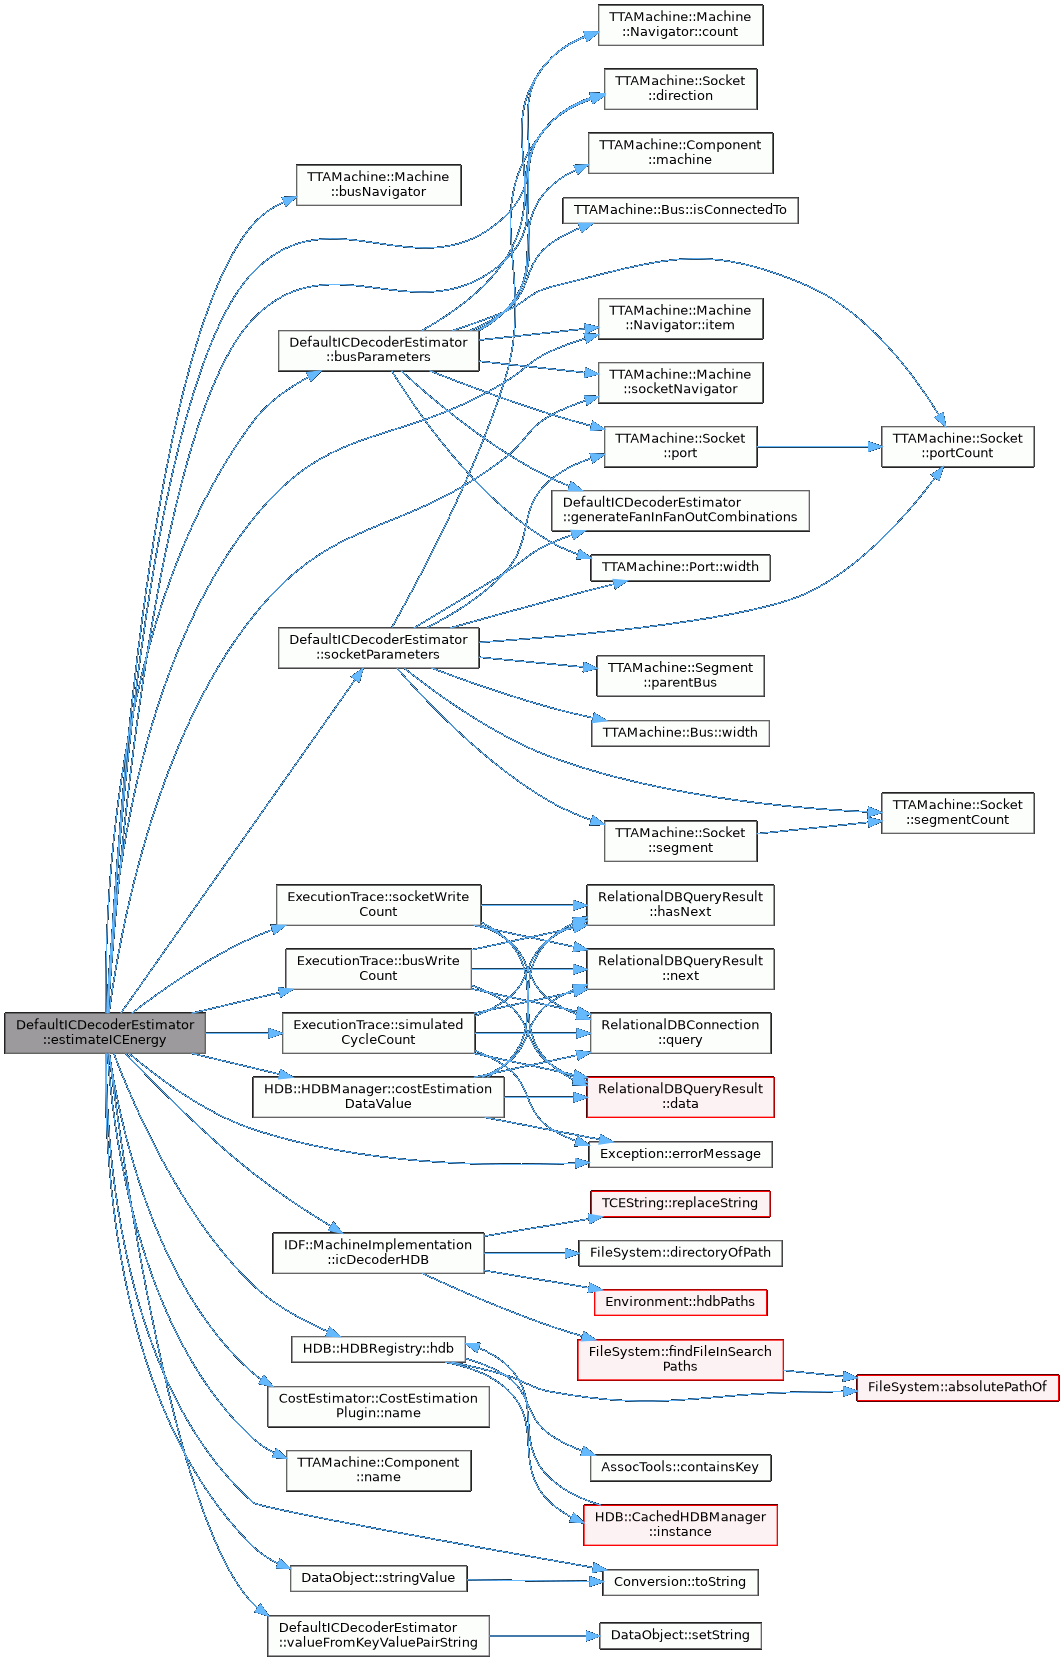 TTAMachine::Machine
::Navigator::count
TTAMachine::Socket
::direction
TTAMachine::Component
::machine
TTAMachine::Machine
::busNavigator
TTAMachine::Bus::isConnectedTo
TTAMachine::Machine
::Navigator::item
DefaultICDecoderEstimator
::busParameters
TTAMachine::Machine
::socketNavigator
TTAMachine::Socket
::port
TTAMachine::Socket
::portCount
DefaultICDecoderEstimator
::generateFanInFanOutCombinations
TTAMachine::Port::width
DefaultICDecoderEstimator
::socketParameters
TTAMachine::Segment
::parentBus
TTAMachine::Bus::width
TTAMachine::Socket
::segmentCount
TTAMachine::Socket
::segment
ExecutionTrace::socketWrite
Count
RelationalDBQueryResult
::hasNext
ExecutionTrace::busWrite
Count
RelationalDBQueryResult
::next
DefaultICDecoderEstimator
::estimateICEnergy
ExecutionTrace::simulated
CycleCount
RelationalDBConnection
::query
HDB::HDBManager::costEstimation
DataValue
RelationalDBQueryResult
::data
Exception::errorMessage
TCEString::replaceString
IDF::MachineImplementation
::icDecoderHDB
FileSystem::directoryOfPath
Environment::hdbPaths
HDB::HDBRegistry::hdb
FileSystem::findFileInSearch
Paths
FileSystem::absolutePathOf
CostEstimator::CostEstimation
Plugin::name
TTAMachine::Component
::name
AssocTools::containsKey
HDB::CachedHDBManager
::instance
DataObject::stringValue
Conversion::toString
DefaultICDecoderEstimator
::valueFromKeyValuePairString
DataObject::setString